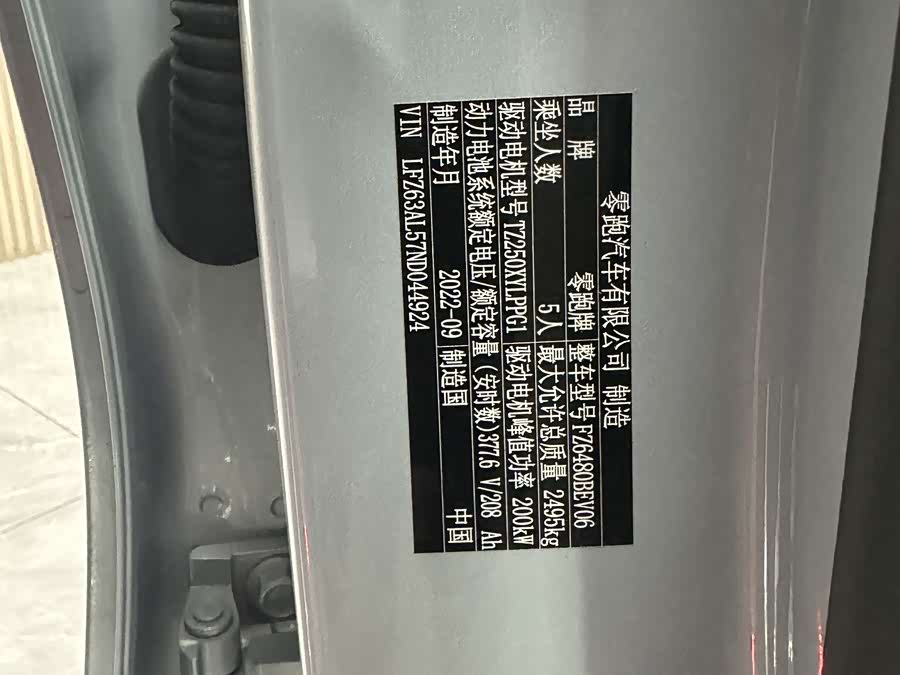 零跑汽车有限公司 制造
品 牌 零跑牌 整车型号 FZ6480BEV06
乘坐人数 5人 最大允许总质量 2495kg
驱动电机型号 TZ250XYLPPG1 驱动电机峰值功率 200kW
动力电池系统额定电压/额定容量(安时数)377.6 V/208 Ah
制造年月 2022-09 制造国 中国
VIN LFZ63AL57ND044924